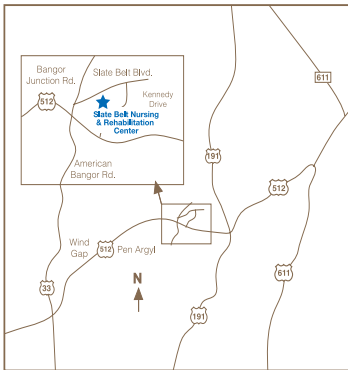 Bangor
Junction Rd.
Slate Belt Blvd.
611
Kennedy
Drive
512
Slate Belt Nursing
& Rehabilitation
Center
191
American
Bangor Rd.
512
Wind
Gap
512
Pen Argyl
611
N
33
191